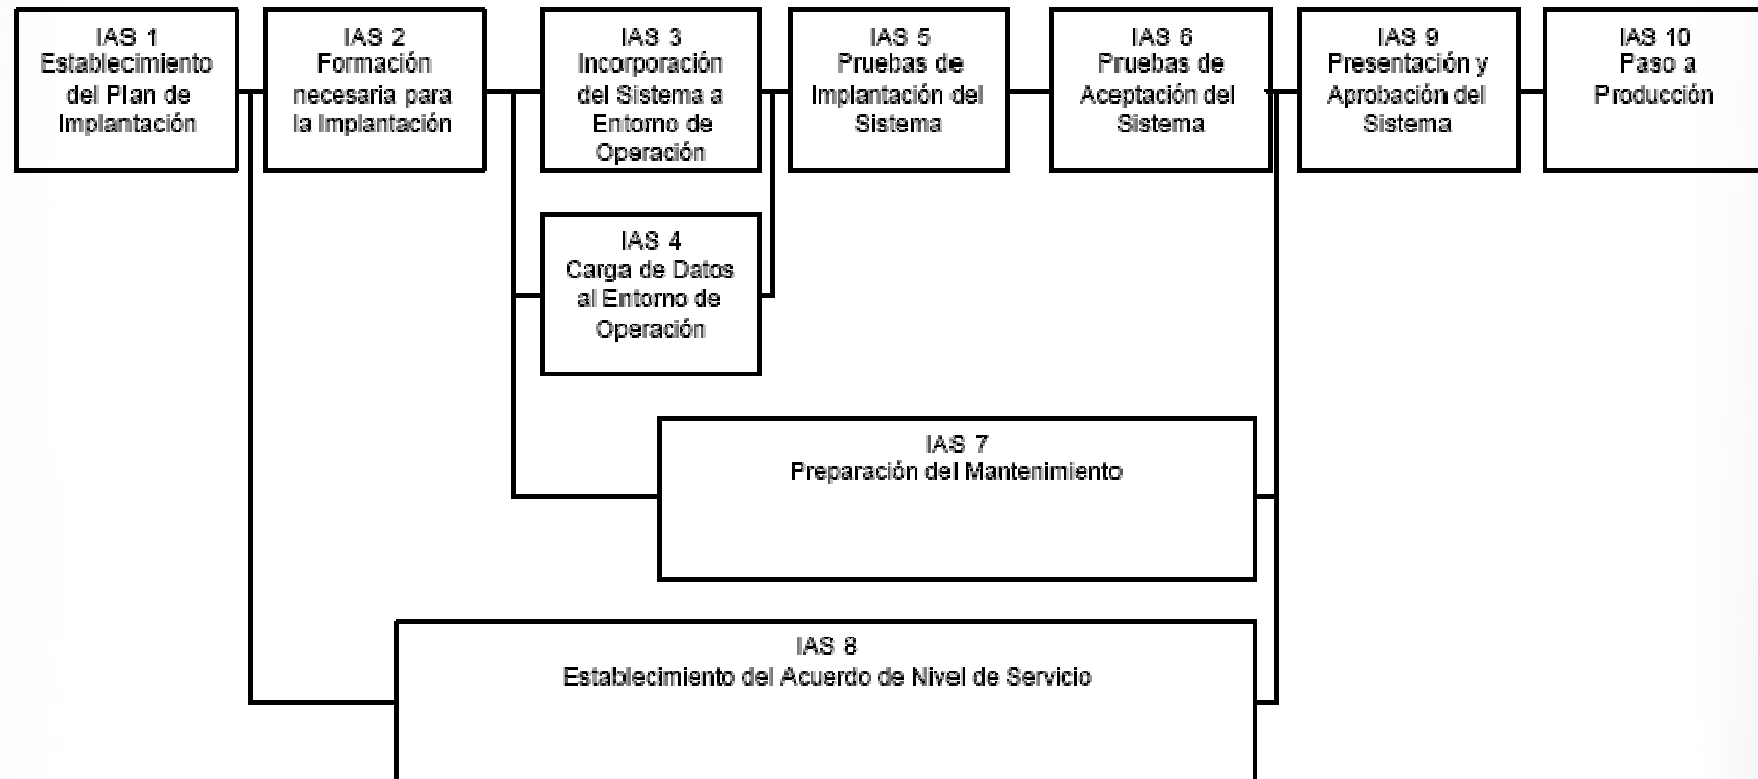 IAS 1
Establecimiento
del Plan de
Implantación
IAS 2
Formación
necesaria para
la Implantación
IAS 3
Incorporación
del Sistema a
Entorno de
Operación
IAS 5
Pruebas de
Implantación del
Sistema
IAS 6
Pruebas de
Aceptación del
Sistema
IAS 9
Presentación y
Aprobación del
Sistema
IAS 10
Paso a
Producción
IAS 4
Carga de Datos
al Entorno de
Operación
IAS 7
Preparación del Mantenimiento
IAS 8
Establecimiento del Acuerdo de Nivel de Servicio